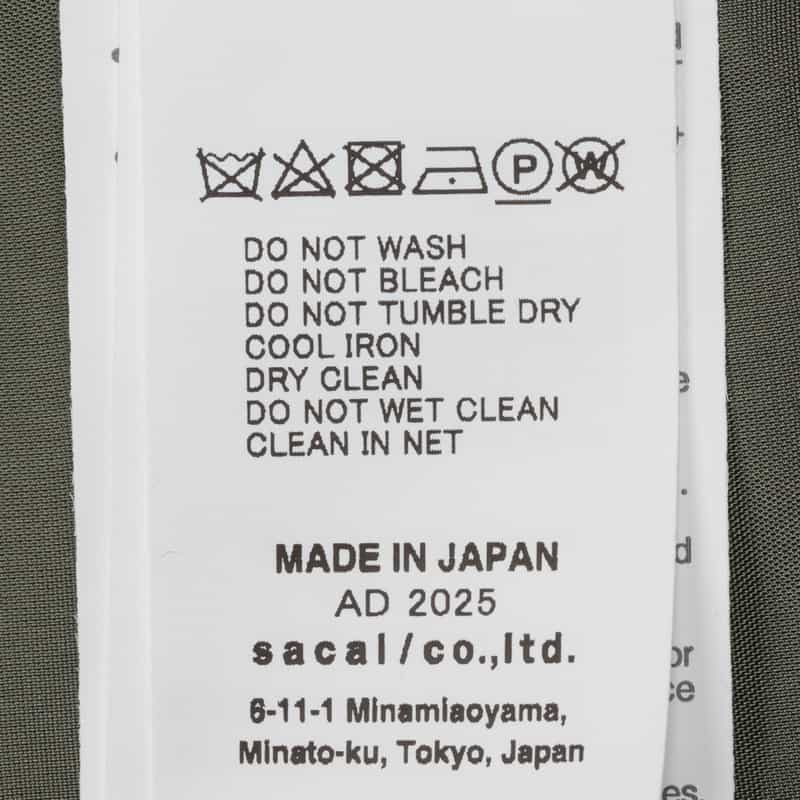 P W
DO NOT WASH
DO NOT BLEACH
DO NOT TUMBLE DRY
COOL IRON
DRY CLEAN
DO NOT WET CLEAN
CLEAN IN NET
MADE IN JAPAN
AD 2025
sacai/co.,ltd.
6-11-1 Minamiaoyama,
Minato-ku, Tokyo, Japan